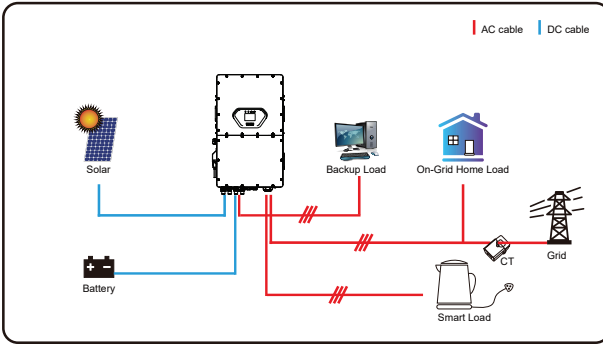 AC cable
DC cable
Solar
Backup Load
On-Grid Home Load
Grid
CT
Battery
Smart Load